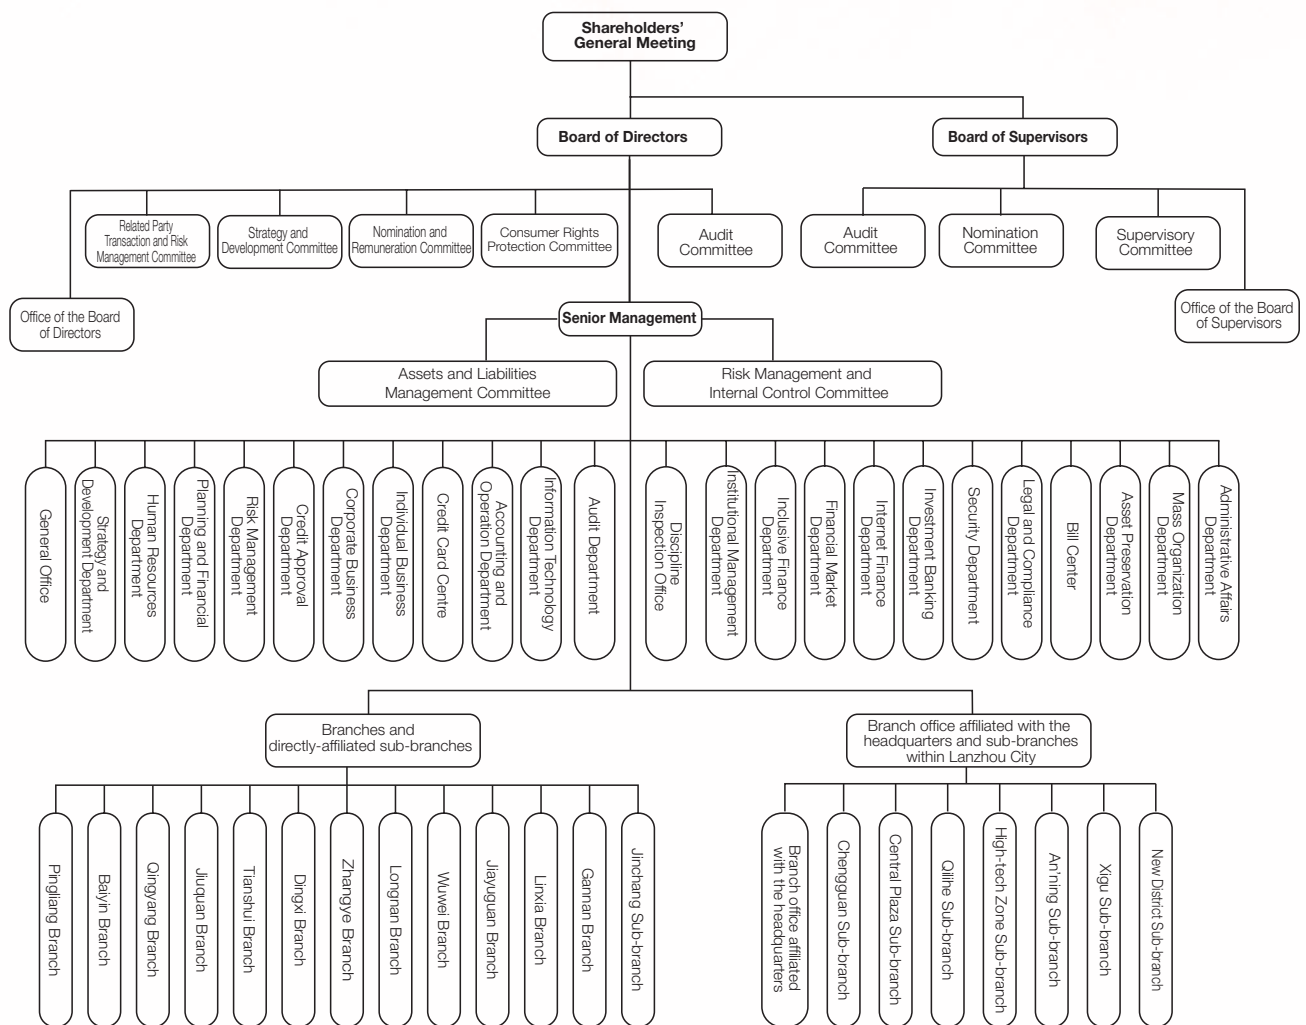 Shareholders'
General Meeting
Board of Directors
Board of Supervisors
Related Party
Transaction and Risk
Management Committee
Strategy and
Development Committee
Nomination and
Remuneration Committee
Consumer Rights
Protection Committee
Audit
Committee
Audit
Committee
Nomination
Committee
Supervisory
Committee
Office of the Board
of Directors
Senior Management
Office of the Board
of Supervisors
Assets and Liabilities
Management Committee
Risk Management and
Internal Control Committee
General Office
Strategy and
Development Department
Human Resources
Department
Planning and Financial
Department
Risk Management
Department
Credit Approval
Department
Corporate Business
Department
Individual Business
Department
Credit Card Centre
Accounting and
Operation Department
Information Technology
Department
Audit Department
Discipline
Inspection Office
Institutional Management
Department
Inclusive Finance
Department
Financial Market
Department
Internet Finance
Department
Investment Banking
Department
Security Department
Legal and Compliance
Department
Bill Center
Asset Preservation
Department
Mass Organization
Department
Administrative Affairs
Department
Branches and
directly-affiliated sub-branches
Branch office affiliated with the
headquarters and sub-branches
within Lanzhou City
Pingliang Branch
Baiyin Branch
Qingyang Branch
Jiuquan Branch
Tianshui Branch
Dingxi Branch
Zhangye Branch
Longnan Branch
Wuwei Branch
Jiayuguan Branch
Linxia Branch
Gannan Branch
Jinchang Sub-branch
Branch office affiliated
with the headquarters
Chengguan Sub-branch
Central Plaza Sub-branch
Qilihe Sub-branch
High-tech Zone Sub-branch
An'ning Sub-branch
Xigu Sub-branch
New District Sub-branch